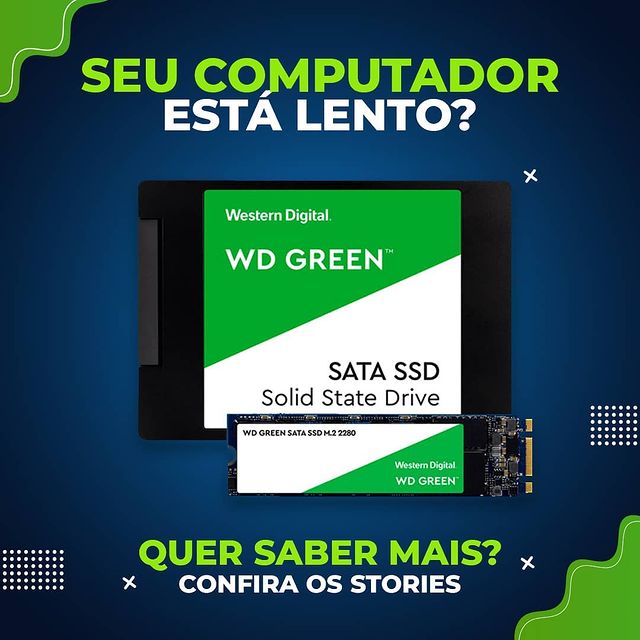 SEU COMPUTADOR
ESTÁ LENTO?
Western Digital.
WD GREEN™
SATA SSD
Solid State Drive
WD GREEN SATA SSD M.2 2280
Western Digital.
WD GREEN™
QUER SABER MAIS?
CONFIRA OS STORIES